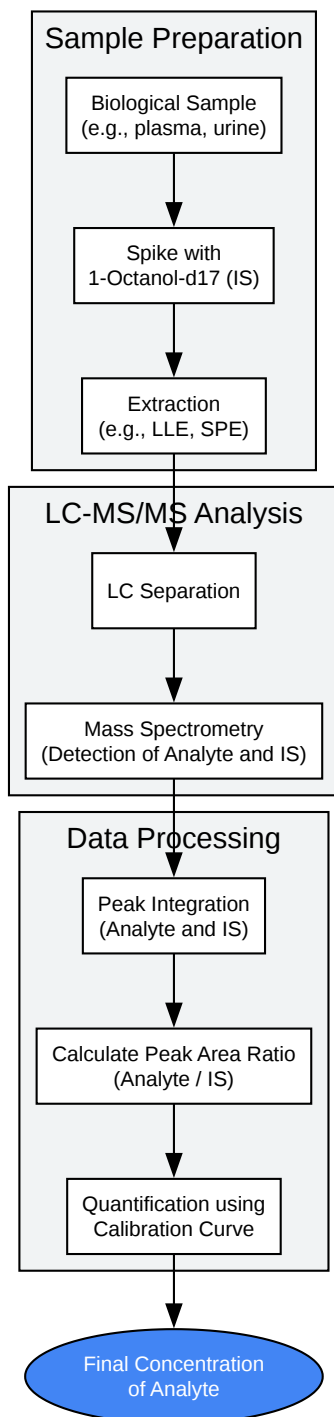 Sample Preparation
Biological Sample
(e.g., plasma, urine)
Spike with
1-Octanol-d17 (IS)
Extraction
(e.g., LLE, SPE)
LC-MS/MS Analysis
LC Separation
Mass Spectrometry
(Detection of Analyte and IS)
Data Processing
Peak Integration
(Analyte and IS)
Calculate Peak Area Ratio
(Analyte / IS)
Quantification using
Calibration Curve
Final Concentration
of Analyte